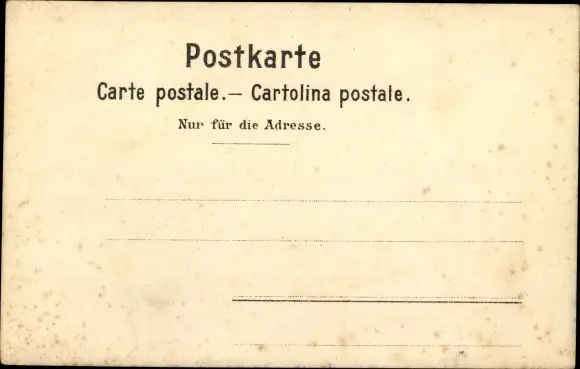 Postkarte
Carte postale.— Cartolina postale.
Nur für die Adresse.